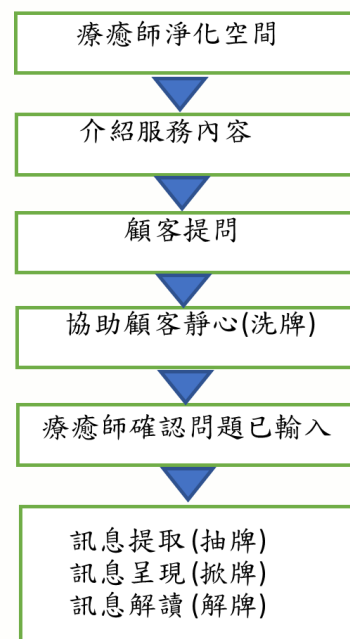 療癒師淨化空間
介紹服務內容
顧客提問
協助顧客靜心(洗牌)
療癒師確認問題已輸入
訊息提取(抽牌)
訊息呈現(掀牌)
訊息解讀(解牌)